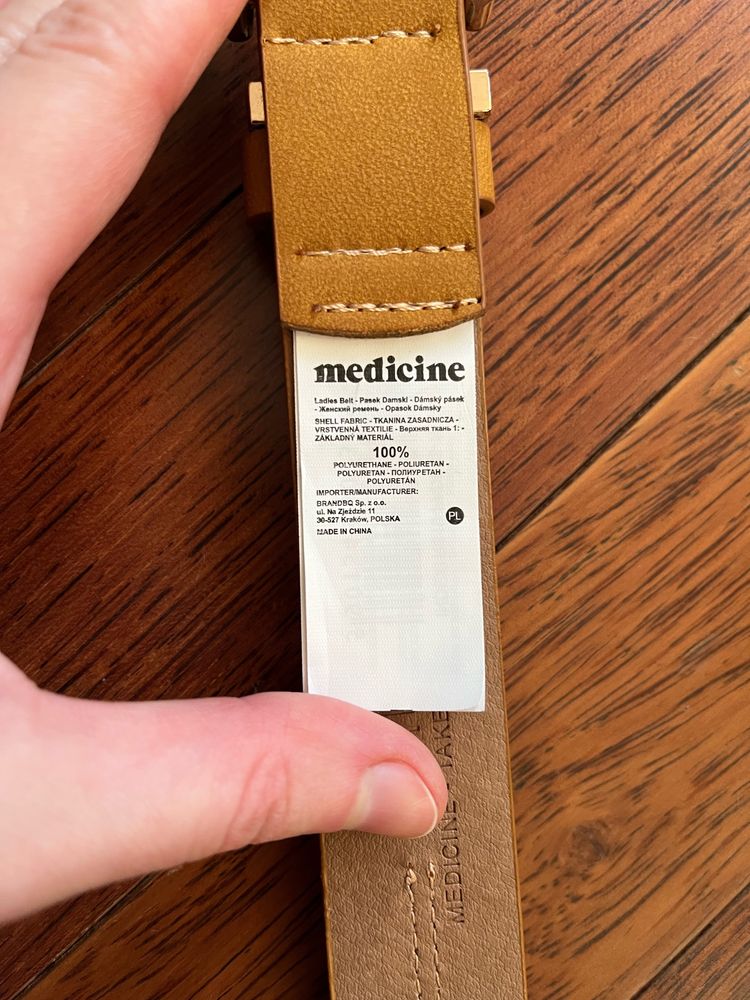 medicine
Ladies Belt - Pasek Damski - Dámský pásek
- Женский ремень - Opasok Dámsky
SHELL FABRIC - TKANINA ZASADNICZA -
VRSTVENNÁ TEXTILIE - Верхняя ткань 1: -
ZÁKLADNÝ MATERIÁL
100%
POLYURETHANE - POLIURETAN -
POLYURETAN - ПОЛИУРЕТАН -
POLYURETÁN
IMPORTER/MANUFACTURER:
BRANDBQ Sp. z o.o.
ul. Na Zjeździe 11
30-527 Kraków, POLSKA
PL
MADE IN CHINA
MEDICINE